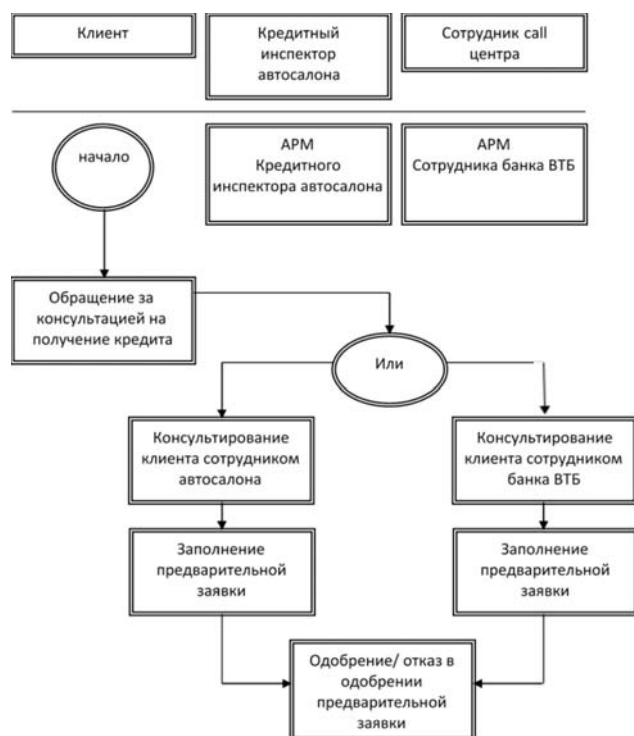 Клиент
Кредитный
инспектор
автосалона
Сотрудник call
центра
начало
АРМ
Кредитного
инспектора автосалона
АРМ
Сотрудника банка ВТБ
Обращение за
консультацией на
получение кредита
Или
Консультирование
клиента сотрудником
автосалона
Консультирование
клиента сотрудником
банка ВТБ
Заполнение
предварительной
заявки
Заполнение
предварительной
заявки
Одобрение/ отказ в
одобрении
предварительной
заявки